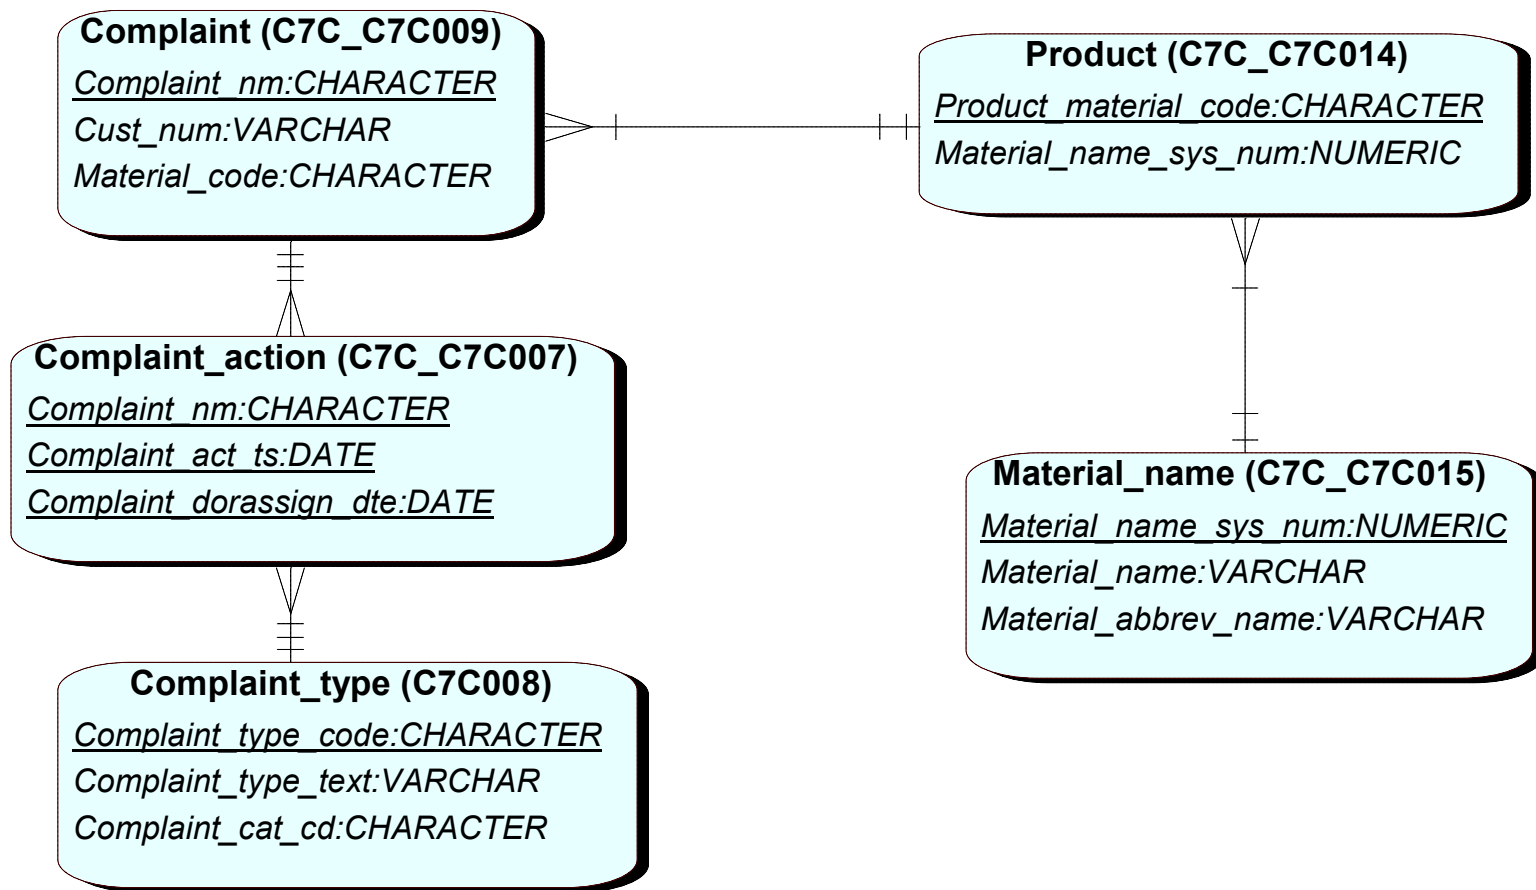 Complaint (C7C_C7C009)
Complaint_nm:CHARACTER
Cust_num:VARCHAR
Material_code:CHARACTER
Product (C7C_C7C014)
Product_material_code:CHARACTER
Material_name_sys_num:NUMERIC
Complaint_action (C7C_C7C007)
Complaint_nm:CHARACTER
Complaint_act_ts:DATE
Complaint_dorassign_dte:DATE
Material_name (C7C_C7C015)
Material_name_sys_num:NUMERIC
Material_name:VARCHAR
Material_abbrev_name:VARCHAR
Complaint_type (C7C008)
Complaint_type_code:CHARACTER
Complaint_type_text:VARCHAR
Complaint_cat_cd:CHARACTER